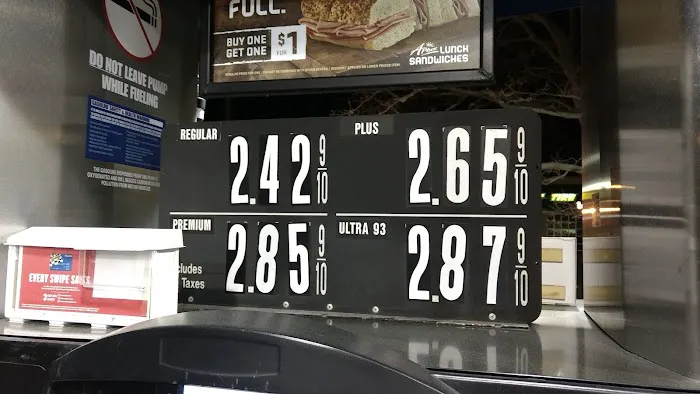 FULL.
BUY ONE
GET ONE
$1
FOR
LUNCH
SANDWICHES
DO NOT LEAVE PUMP
WHILE FUELING
REGULAR
2.42 9/10
PLUS
2.65 9/10
PREMIUM
2.85 9/10
ULTRA 93
2.87 9/10
cludes
Taxes
EVERY SWIPE SAVES